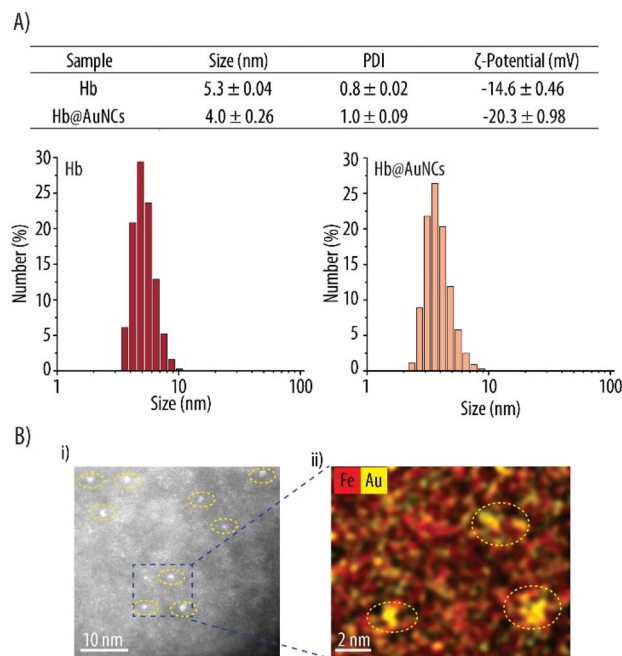 A)
Sample Size (nm) PDI ζ-Potential (mV)
Hb 5.3 ± 0.04 0.8 ± 0.02 -14.6 ± 0.46
Hb@AuNCs 4.0 ± 0.26 1.0 ± 0.09 -20.3 ± 0.98
Hb
Number (%)
30
25
20
15
10
5
0
1 10 100
Size (nm)
Hb@AuNCs
Number (%)
30
25
20
15
10
5
0
1 10 100
Size (nm)
B)
i)
10 nm
ii)
Fe Au
2 nm